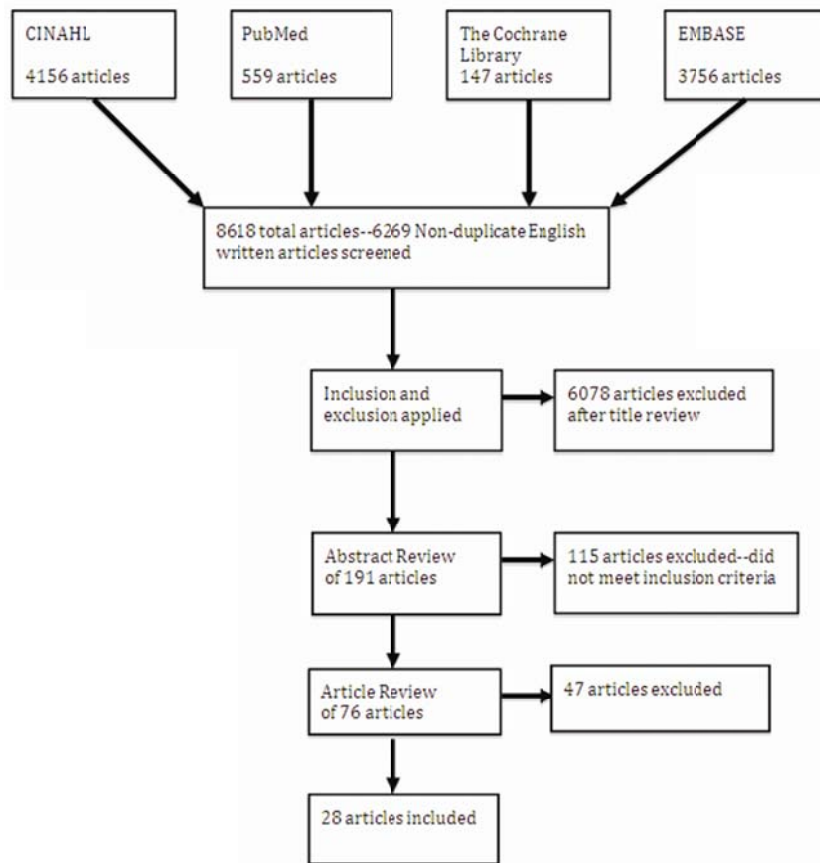 CINAHL
4156 articles
PubMed
559 articles
The Cochrane
Library
147 articles
EMBASE
3756 articles
8618 total articles--6269 Non-duplicate English
written articles screened
Inclusion and
exclusion applied
6078 articles excluded
after title review
Abstract Review
of 191 articles
115 articles excluded--did
not meet inclusion criteria
Article Review
of 76 articles
47 articles excluded
28 articles included